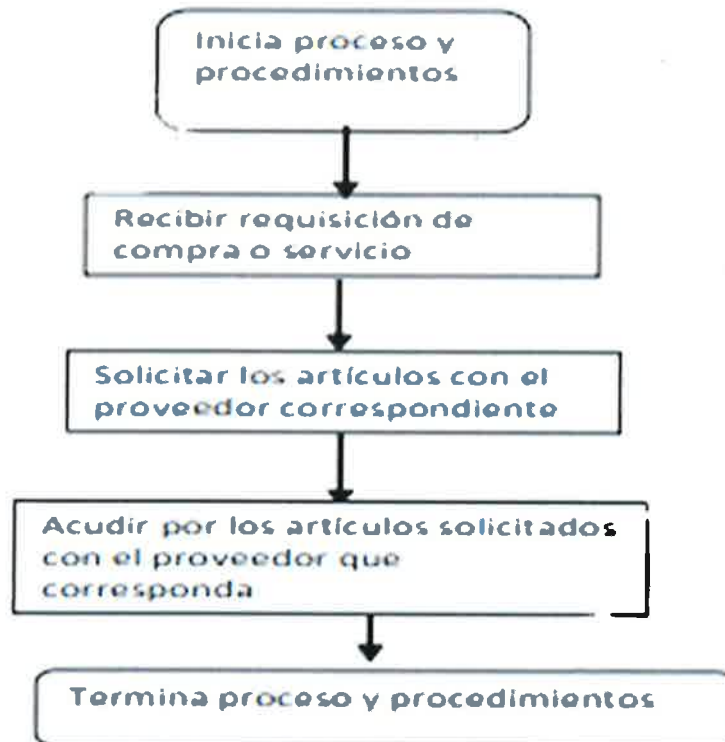 Inicia proceso y
procedimientos
Recibir requisición de
compra o servicio
Solicitar los artículos con el
proveedor correspondiente
Acudir por los artículos solicitados
con el proveedor que
corresponda
Termina proceso y procedimientos